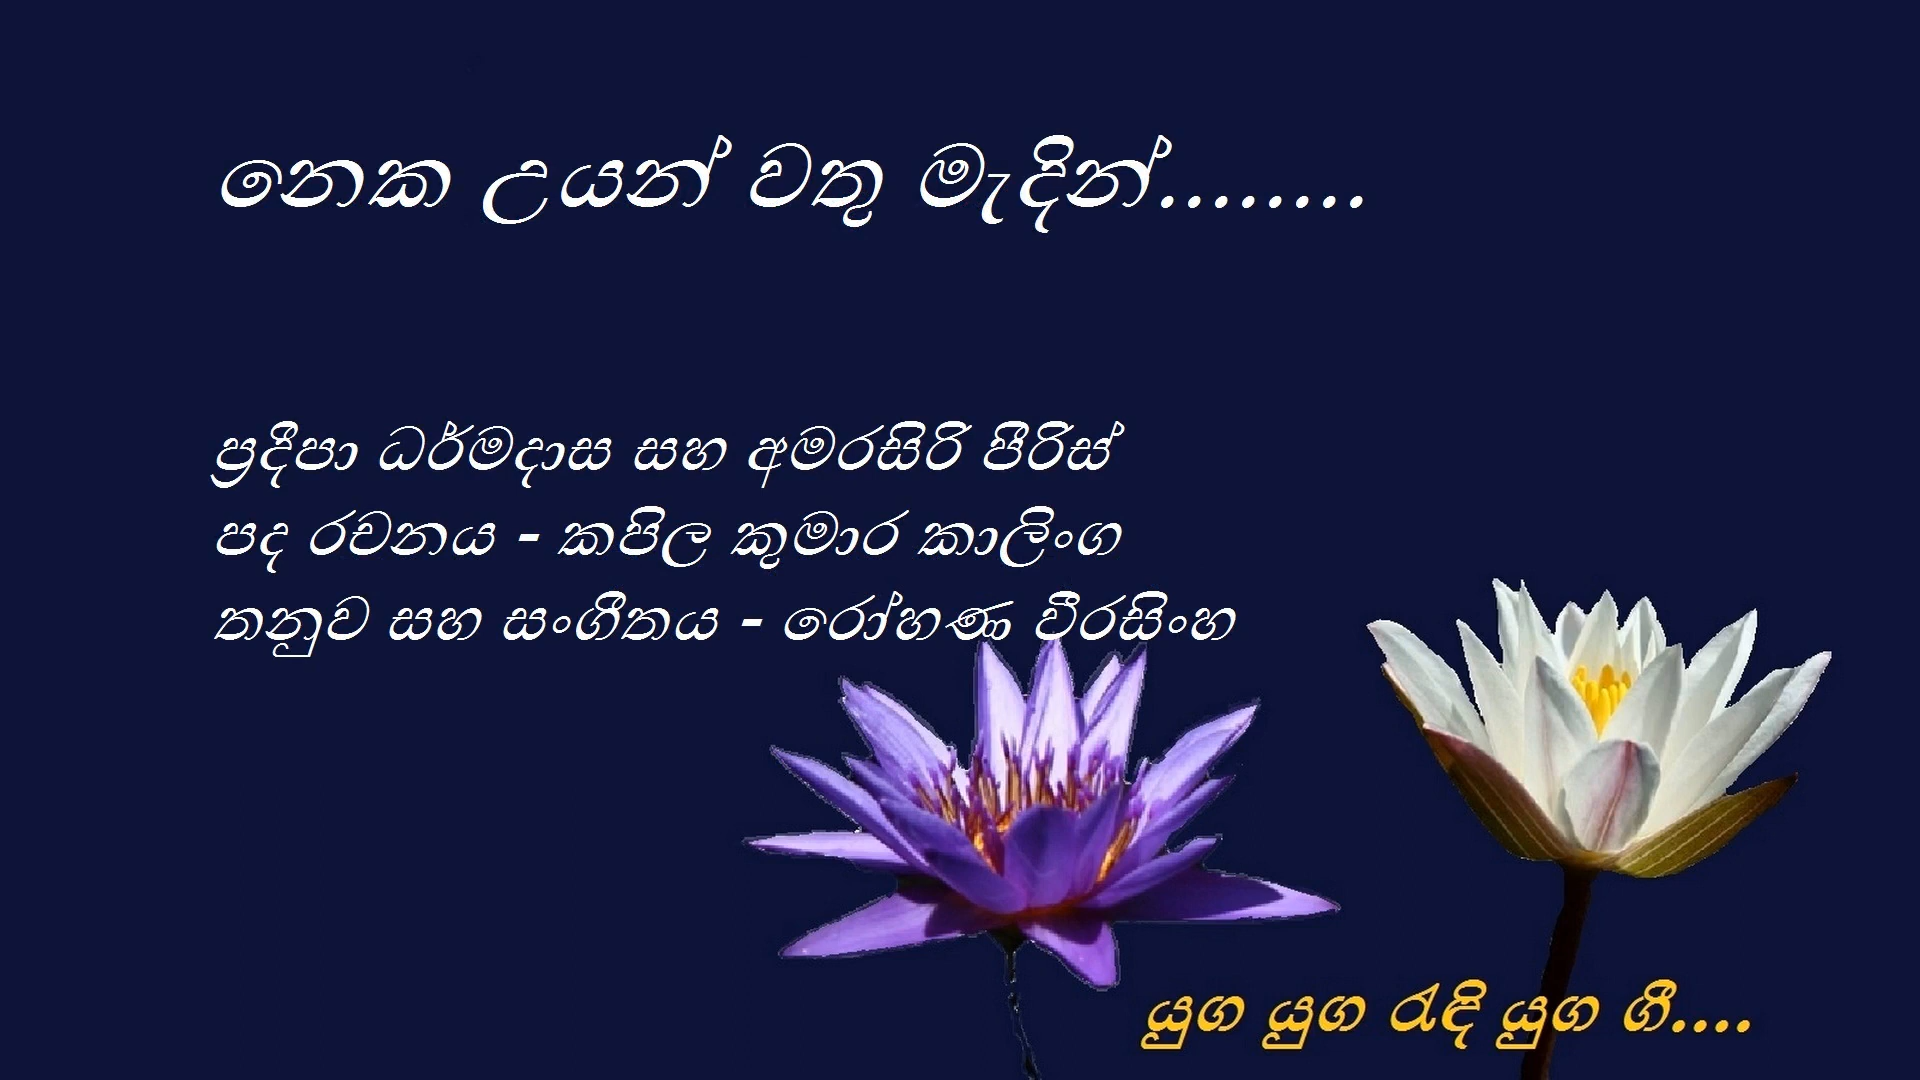 නෙක උයන් වතු මැදින්........
ප්‍රදීපා ධර්මදාස සහ අමරසිරි පීරිස්
පද රචනය - කපිල කුමාර කාලිංග
තනුව සහ සංගීතය - රෝහණ වීරසිංහ
යුග යුග රැඳි යුග ගී....